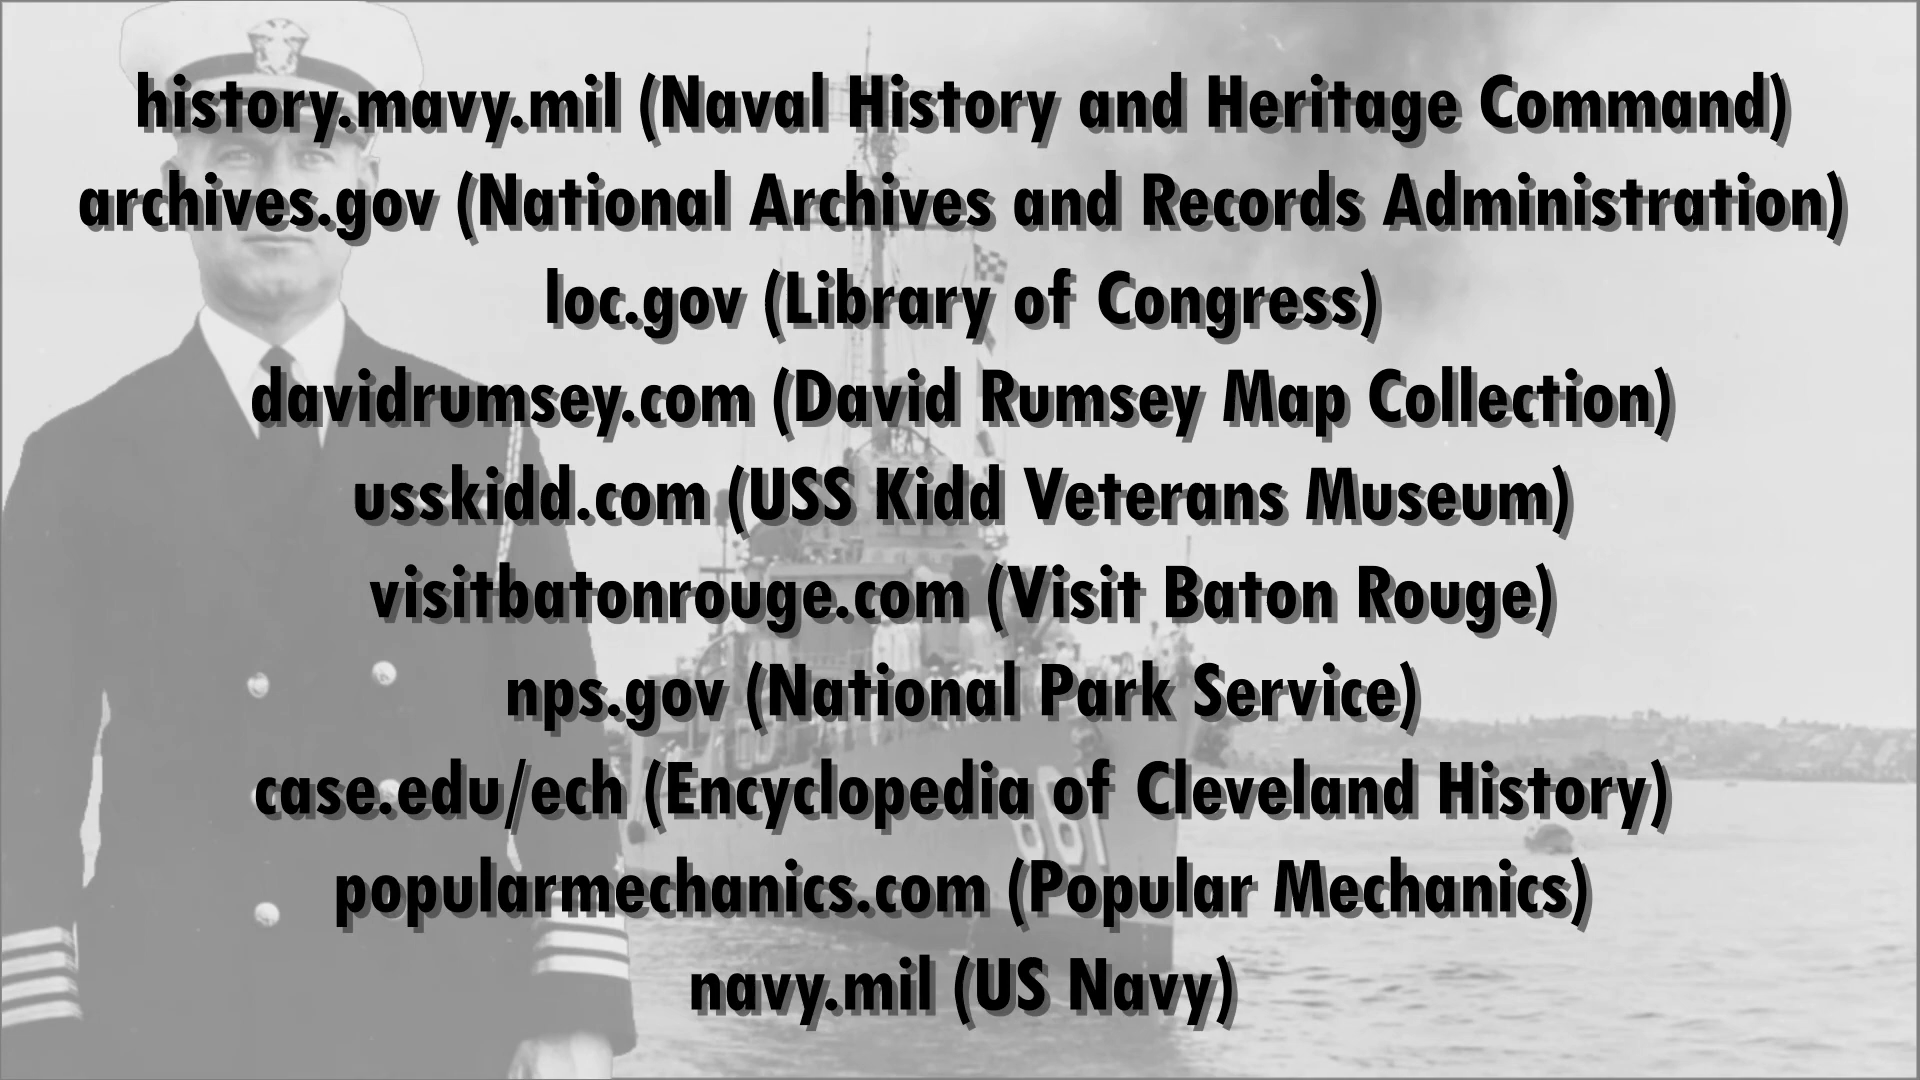 history.mavy.mil (Naval History and Heritage Command)
archives.gov (National Archives and Records Administration)
loc.gov (Library of Congress)
davidrumsey.com (David Rumsey Map Collection)
usskidd.com (USS Kidd Veterans Museum)
visitbatonrouge.com (Visit Baton Rouge)
nps.gov (National Park Service)
case.edu/ech (Encyclopedia of Cleveland History)
661
popularmechanics.com (Popular Mechanics)
navy.mil (US Navy)